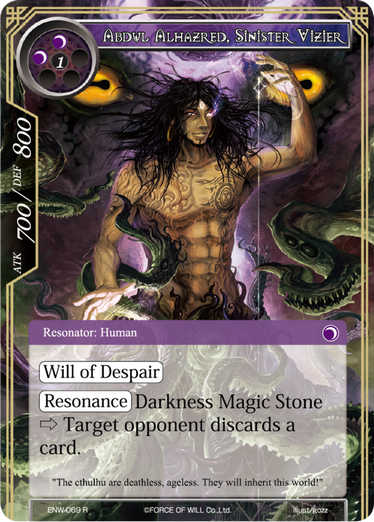 Abdul Alhazred, Sinister Vizier
1
ATK 700 / DEF 800
Resonator: Human
Will of Despair
Resonance Darkness Magic Stone
⇨ Target opponent discards a
card.
"The cthulhu are deathless, ageless. They will inherit this world!".
ENW-069 R ©FORCE OF WILL Co.,Ltd. Illust/kozz